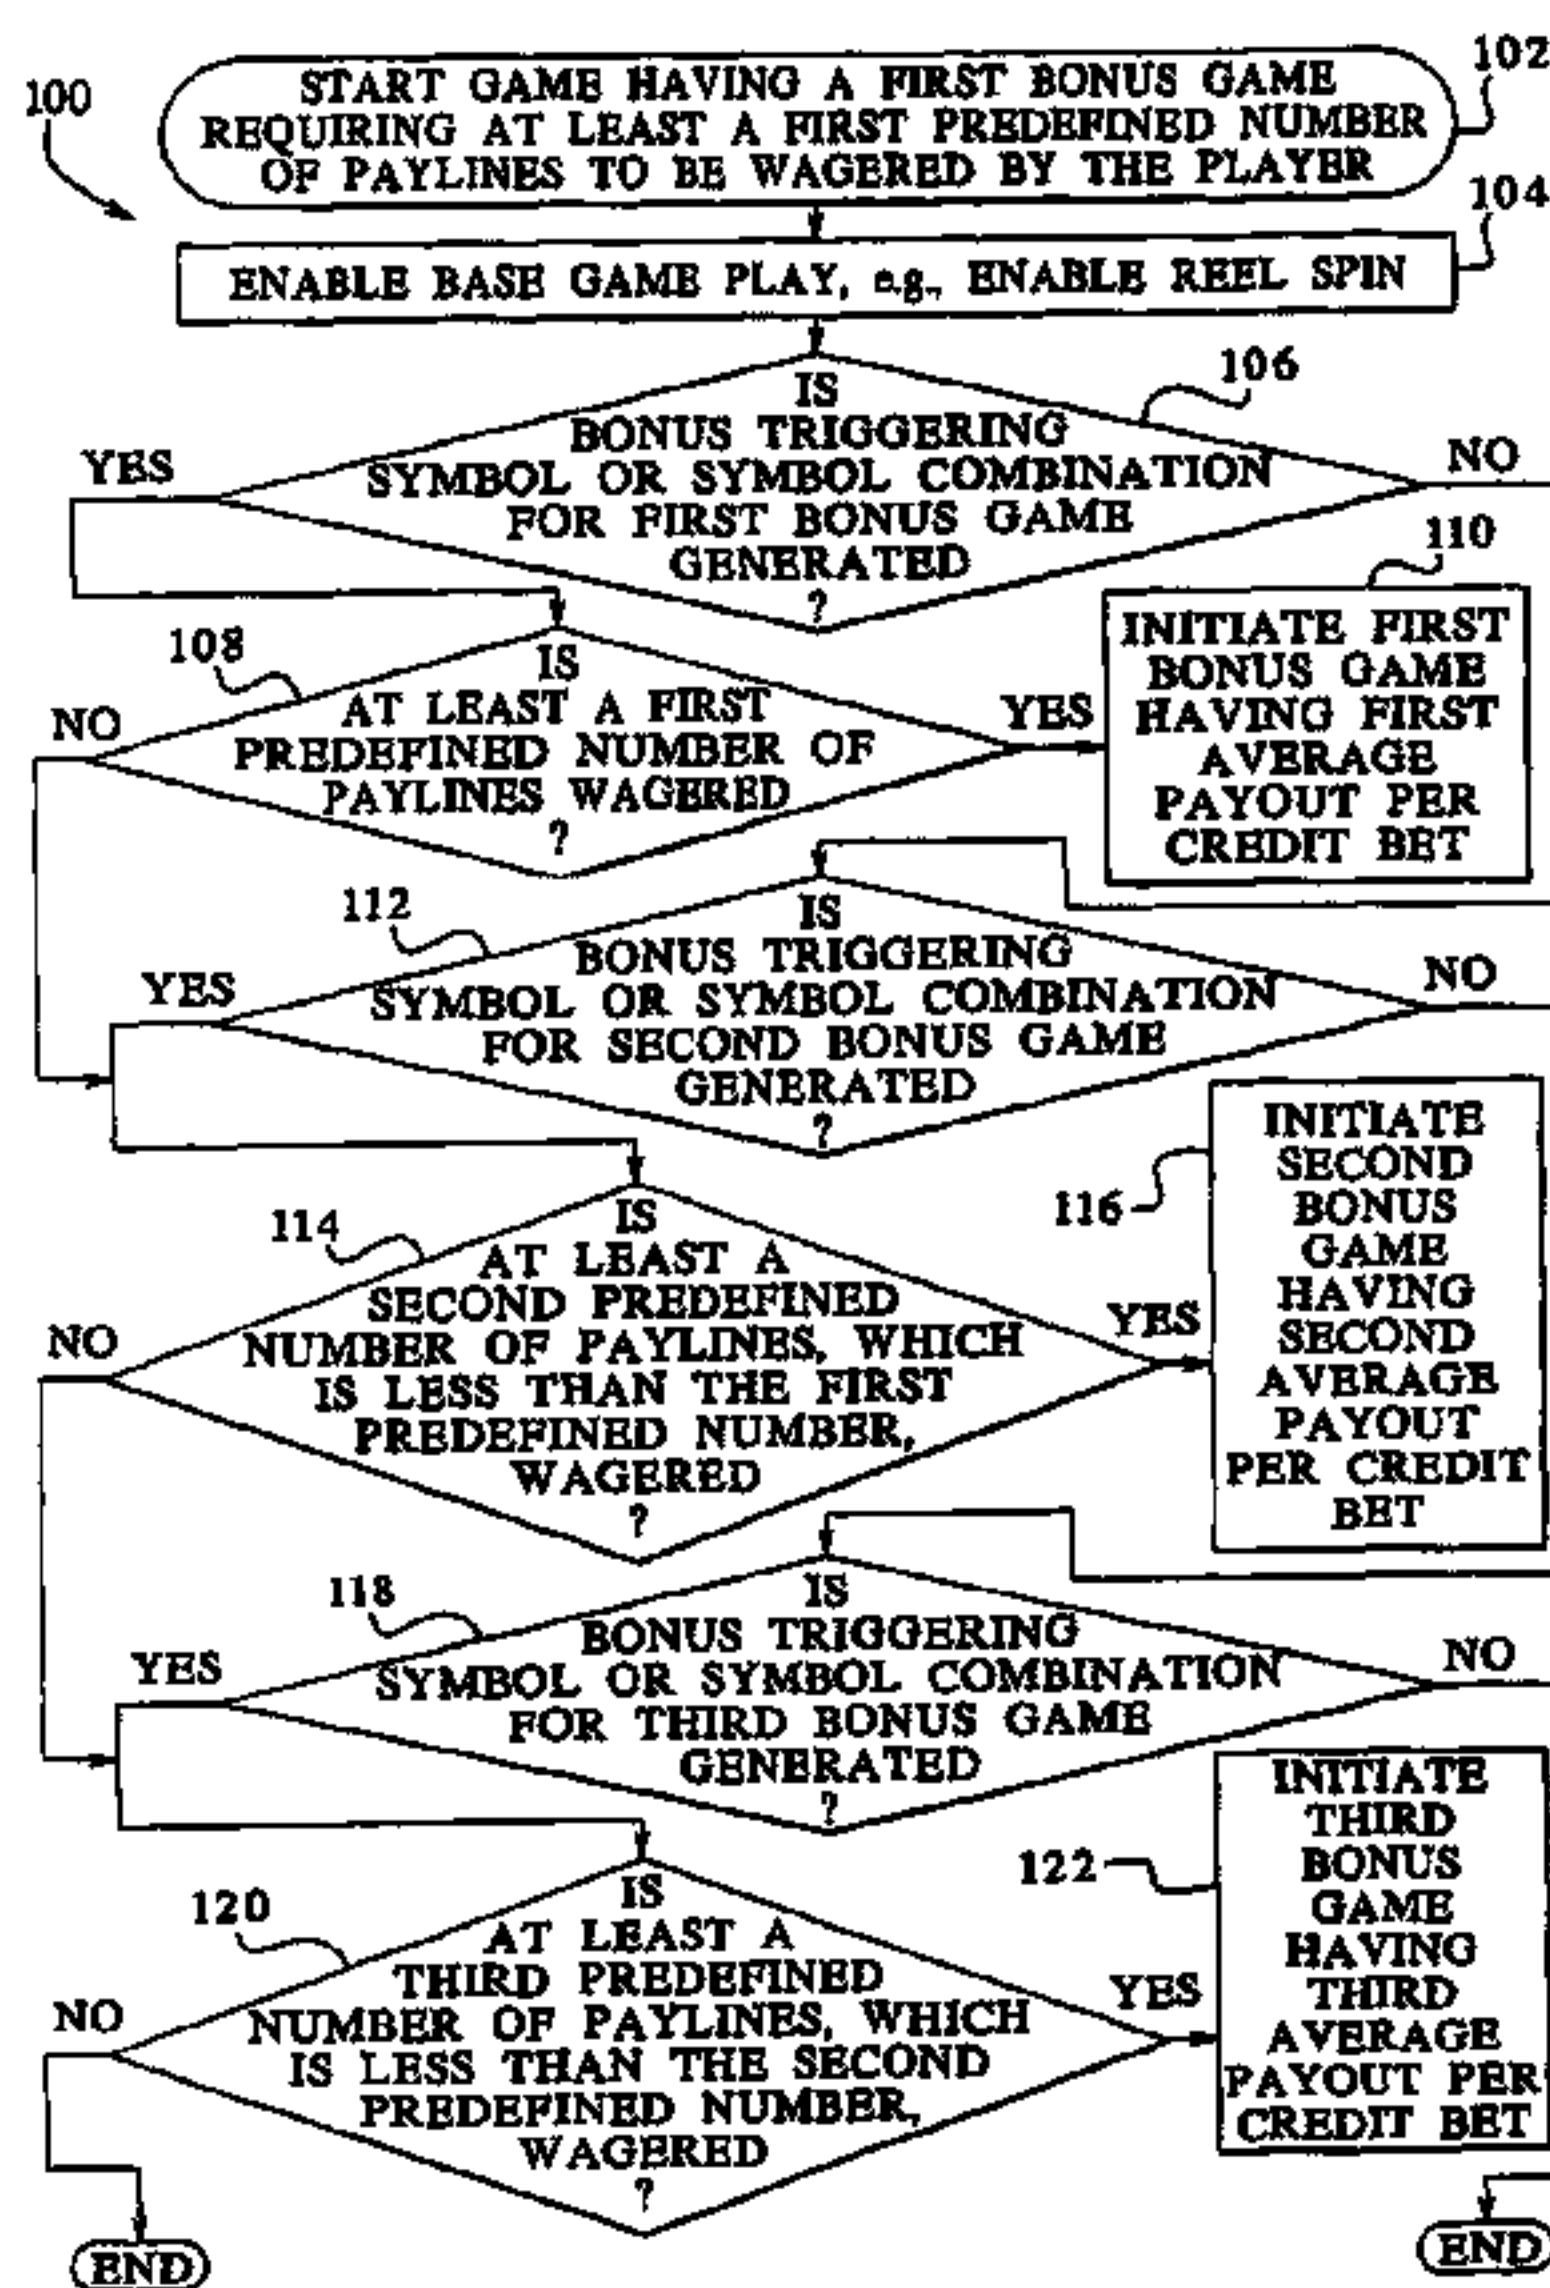 100
START GAME HAVING A FIRST BONUS GAME
REQUIRING AT LEAST A FIRST PREDEFINED NUMBER
OF PAYLINES TO BE WAGERED BY THE PLAYER
102
104
ENABLE BASE GAME PLAY, e.g., ENABLE REEL SPIN
106
IS
BONUS TRIGGERING
SYMBOL OR SYMBOL COMBINATION
FOR FIRST BONUS GAME
GENERATED
?
YES
NO
108
IS
AT LEAST A FIRST
PREDEFINED NUMBER OF
PAYLINES WAGERED
?
NO
YES
110
INITIATE FIRST
BONUS GAME
HAVING FIRST
AVERAGE
PAYOUT PER
CREDIT BET
112
IS
BONUS TRIGGERING
SYMBOL OR SYMBOL COMBINATION
FOR SECOND BONUS GAME
GENERATED
?
YES
NO
114
IS
AT LEAST A
SECOND PREDEFINED
NUMBER OF PAYLINES, WHICH
IS LESS THAN THE FIRST
PREDEFINED NUMBER,
WAGERED
?
NO
YES
116
INITIATE
SECOND
BONUS
GAME
HAVING
SECOND
AVERAGE
PAYOUT
PER CREDIT
BET
118
IS
BONUS TRIGGERING
SYMBOL OR SYMBOL COMBINATION
FOR THIRD BONUS GAME
GENERATED
?
YES
NO
120
IS
AT LEAST A
THIRD PREDEFINED
NUMBER OF PAYLINES, WHICH
IS LESS THAN THE SECOND
PREDEFINED NUMBER,
WAGERED
?
NO
YES
122
INITIATE
THIRD
BONUS
GAME
HAVING
THIRD
AVERAGE
PAYOUT PER
CREDIT BET
END
END